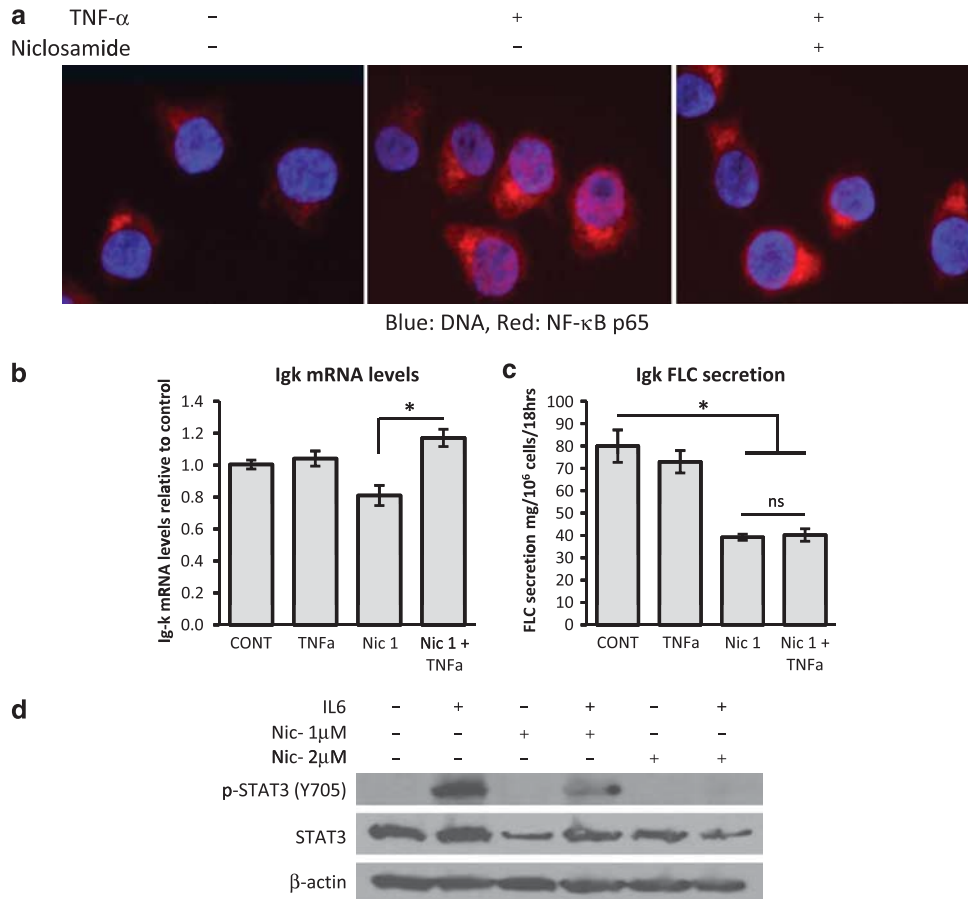 a
TNF-α – + +
Niclosamide – – +
Blue: DNA, Red: NF-κB p65
b
Igk mRNA levels
Ig-k mRNA levels relative to control
1.4
1.2
1.0
0.8
0.6
0.4
0.2
0.0
*
CONT TNFa Nic 1 Nic 1 +
TNFa
c
Igk FLC secretion
FLC secretion mg/10⁶ cells/18hrs
100
90
80
70
60
50
40
30
20
10
0
*
ns
CONT TNFa Nic 1 Nic 1 +
TNFa
d
IL6 – + – + – +
Nic- 1μM – – + + – –
Nic- 2μM – – – – + +
p-STAT3 (Y705)
STAT3
β-actin